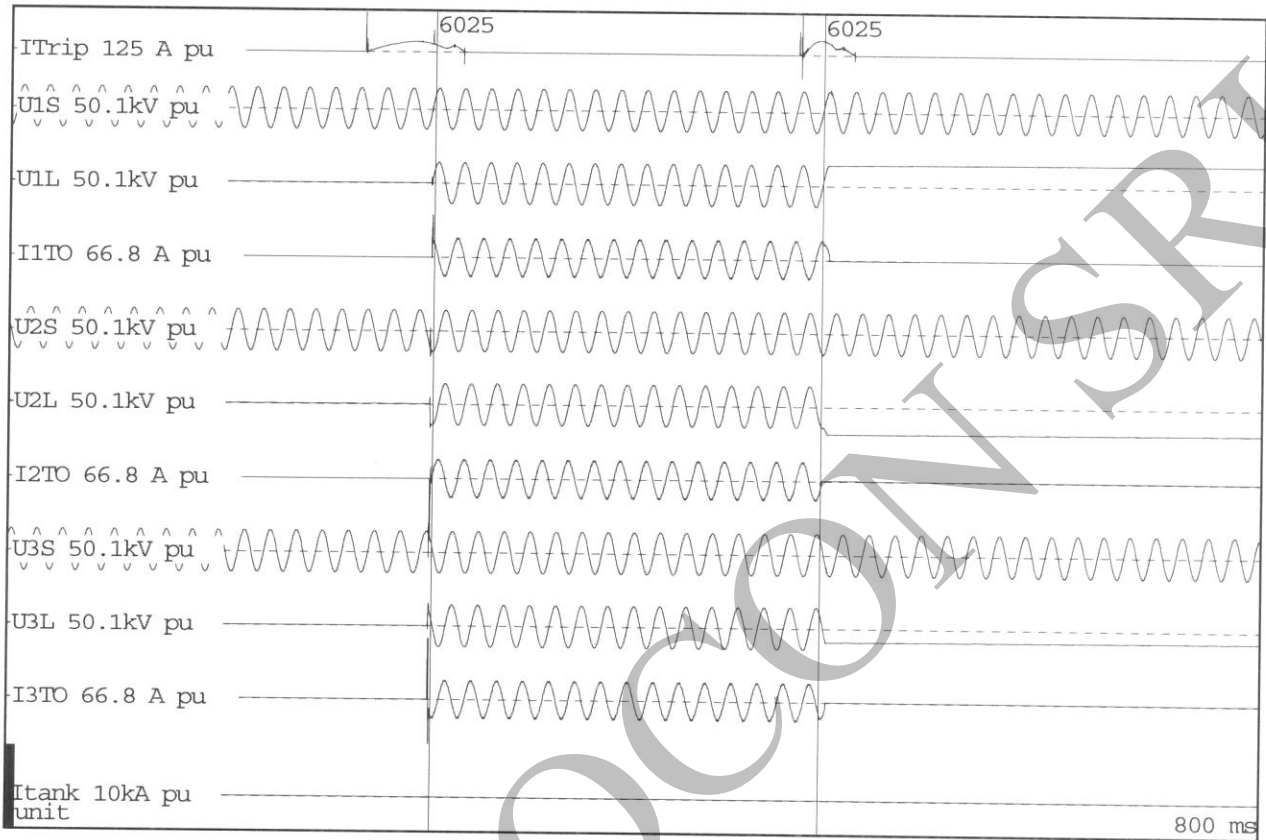 6025
6025
ITrip 125 A pu
U1S 50.1kV pu
U1L 50.1kV pu
I1TO 66.8 A pu
U2S 50.1kV pu
U2L 50.1kV pu
I2TO 66.8 A pu
U3S 50.1kV pu
U3L 50.1kV pu
I3TO 66.8 A pu
Itank 10kA pu
unit
800 ms
OCON SRL